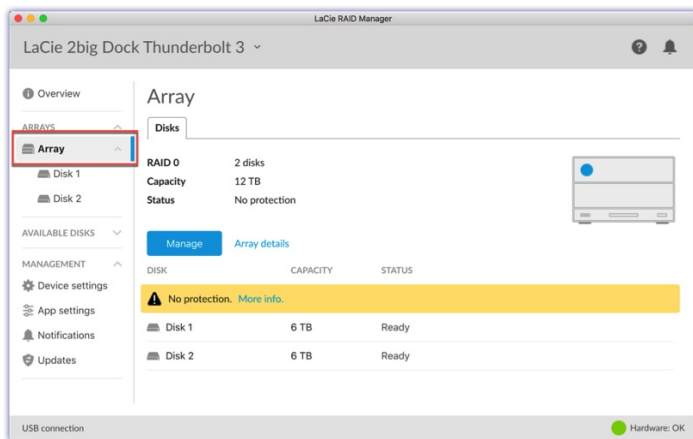 LaCie RAID Manager
LaCie 2big Dock Thunderbolt 3
Overview
ARRAYS
Array
Disk 1
Disk 2
AVAILABLE DISKS
MANAGEMENT
Device settings
App settings
Notifications
Updates
Array
Disks
RAID 0 2 disks
Capacity 12 TB
Status No protection
Manage Array details
DISK CAPACITY STATUS
No protection. More info.
Disk 1 6 TB Ready
Disk 2 6 TB Ready
USB connection Hardware: OK